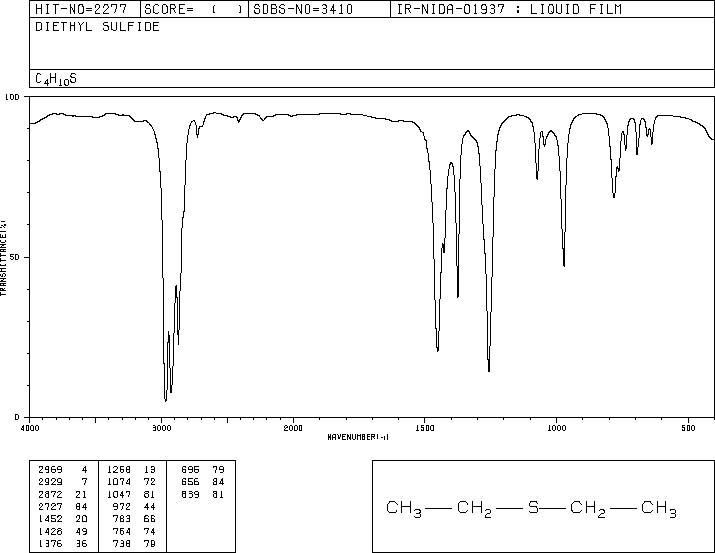 HIT-NO=2277 SCORE= ( ) SDBS-NO=3410 IR-NIDA-01937 : LIQUID FILM
DIETHYL SULFIDE
C4H10S
100
50
0
TRANSMITTANCE(%)
4000 3000 2000 1500 1000 500
WAVENUMBER(-1)
2969 4
2929 7
2872 21
2727 84
1452 20
1428 49
1376 36
1258 13
1074 72
1047 81
972 44
783 66
764 74
738 79
695 79
656 84
639 81
CH3 — CH2 — S — CH2 — CH3